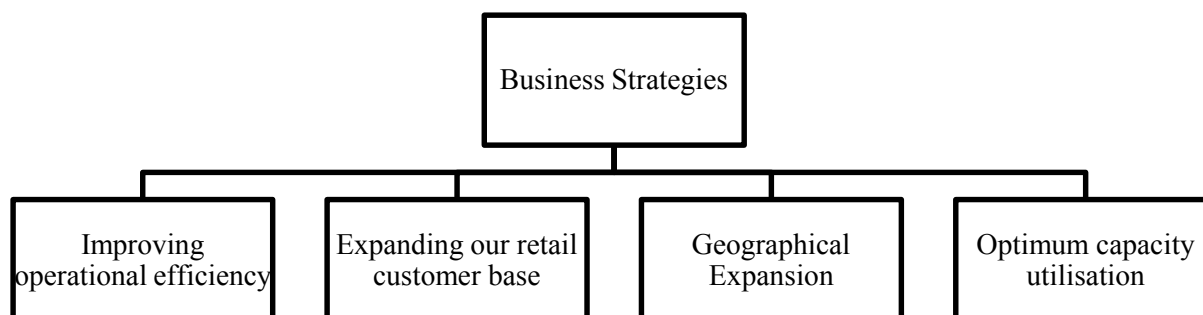 Business Strategies
Improving
operational efficiency
Expanding our retail
customer base
Geographical
Expansion
Optimum capacity
utilisation